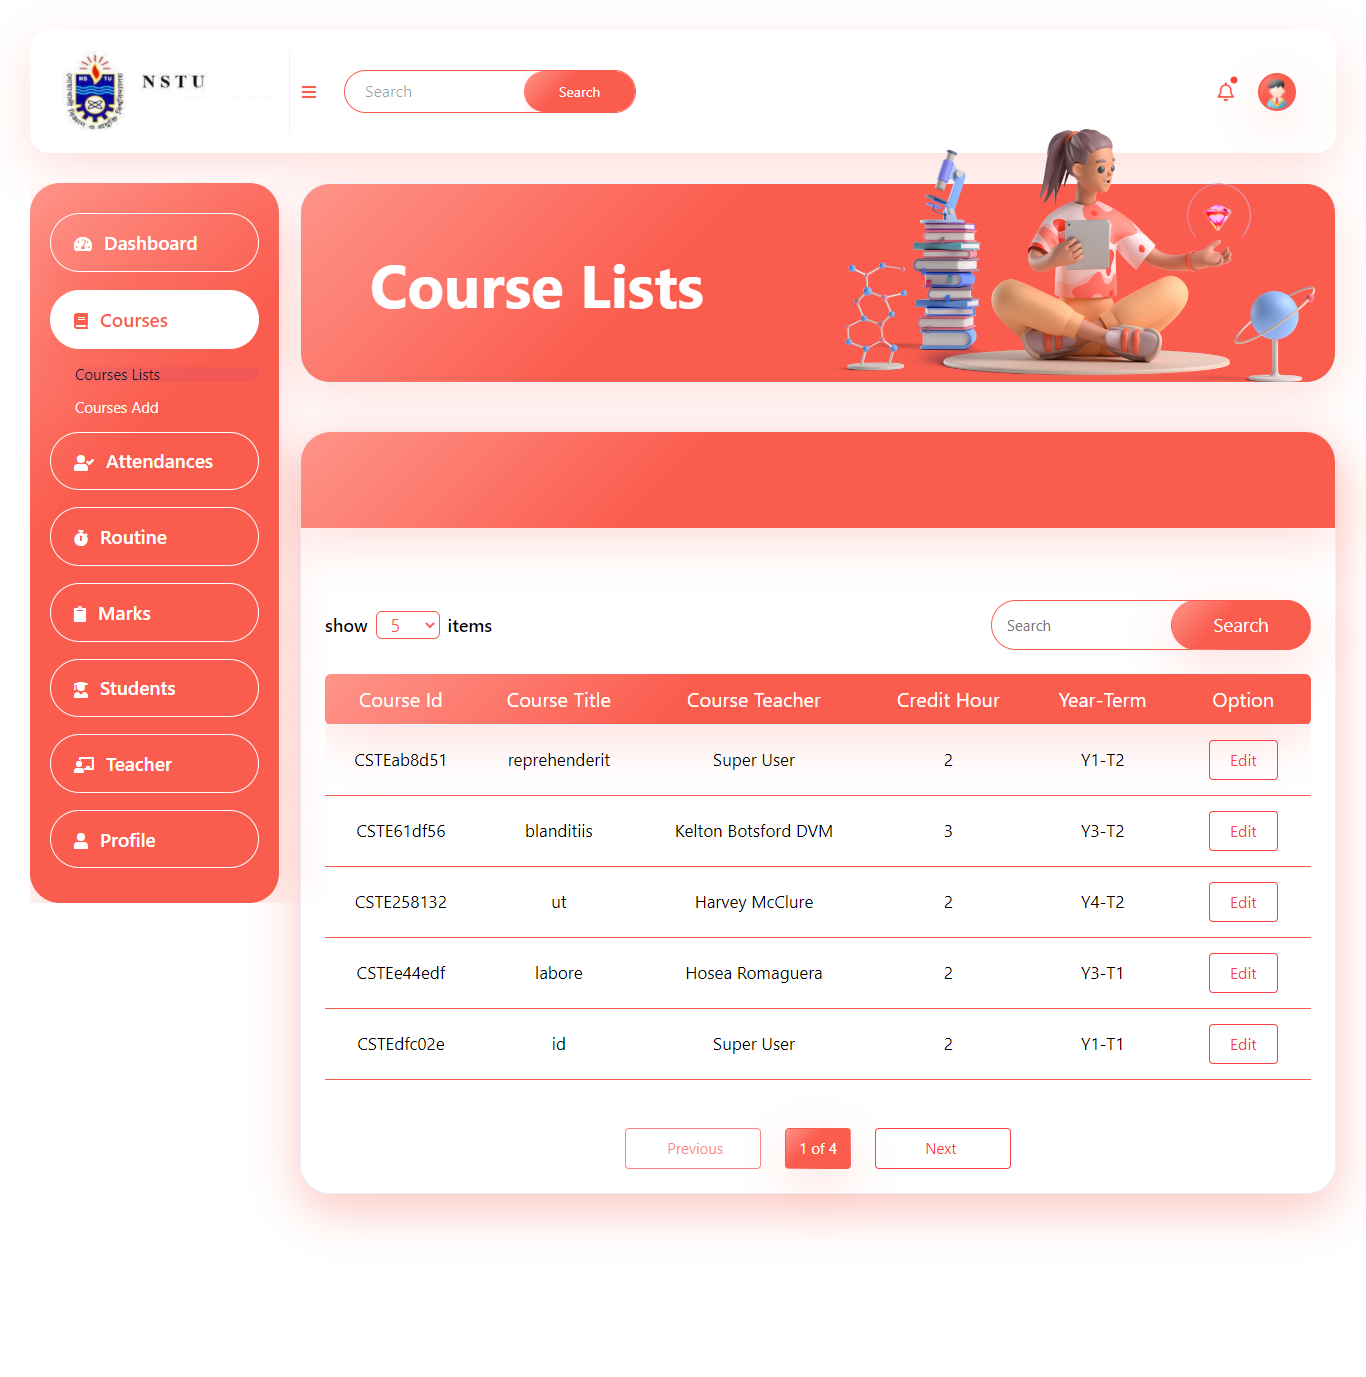 NSTU
Search
Search
Dashboard
Courses
Courses Lists
Courses Add
Attendances
Routine
Marks
Students
Teacher
Profile
Course Lists
show 5 items
Search
Search
Course Id Course Title Course Teacher Credit Hour Year-Term Option
CSTEab8d51 reprehenderit Super User 2 Y1-T2 Edit
CSTE61df56 blanditiis Kelton Botsford DVM 3 Y3-T2 Edit
CSTE258132 ut Harvey McClure 2 Y4-T2 Edit
CSTEe44edf labore Hosea Romaguera 2 Y3-T1 Edit
CSTEdfc02e id Super User 2 Y1-T1 Edit
Previous 1 of 4 Next